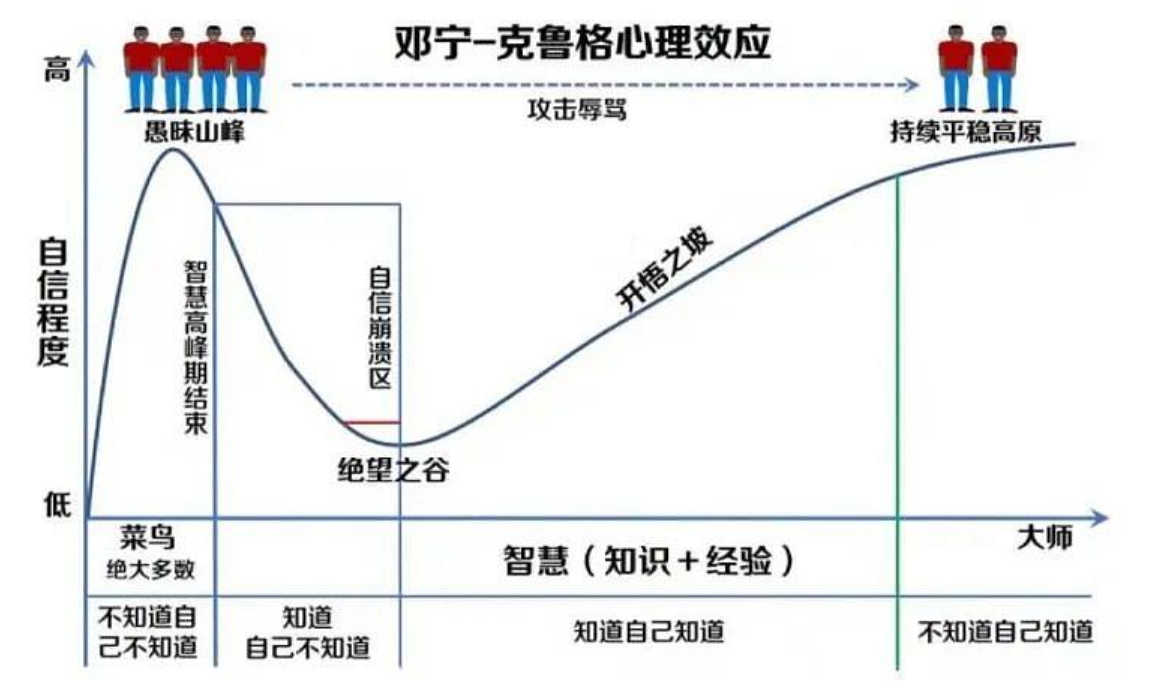 邓宁-克鲁格心理效应
高
攻击辱骂
愚昧山峰
持续平稳高原
自信程度
智慧高峰期结束
自信崩溃区
开悟之坡
绝望之谷
低
菜鸟
绝大多数
智慧（知识+经验）
大师
不知道自
己不知道
知道
自己不知道
知道自己知道
不知道自己知道